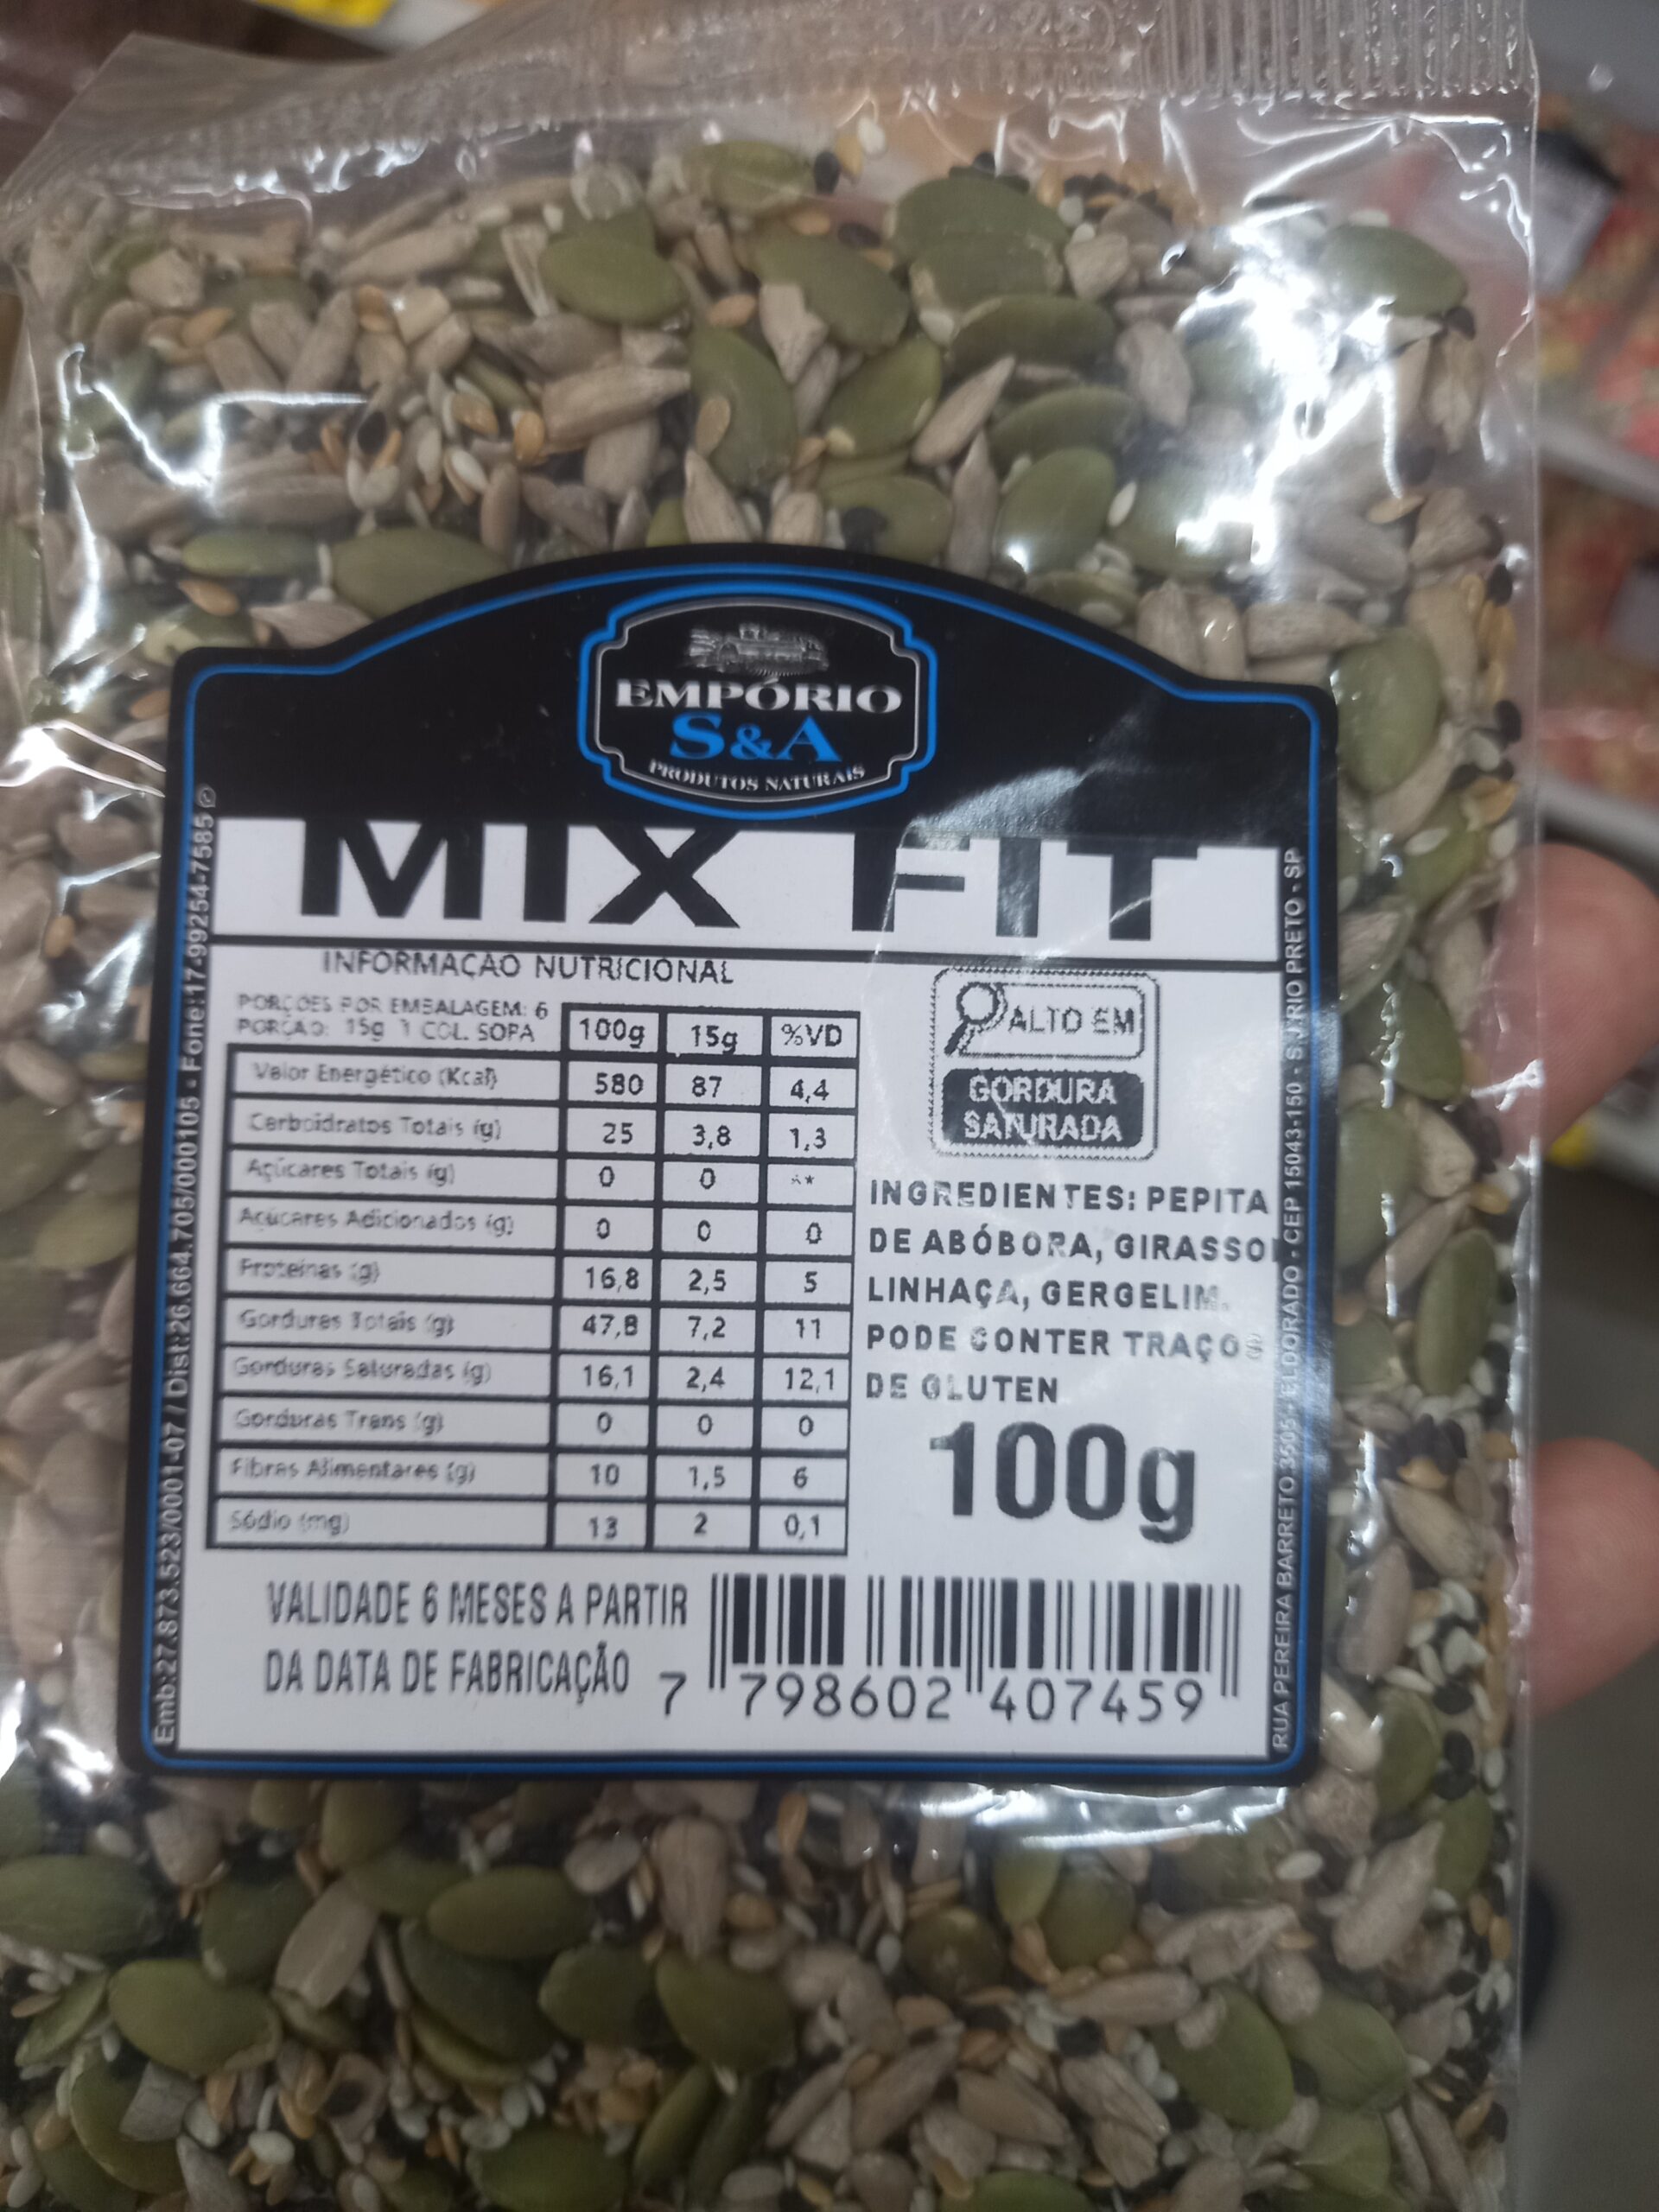 EMPÓRIO
S&A
PRODUTOS NATURAIS
MIX FIT
INFORMAÇÃO NUTRICIONAL
PORÇÕES POR EMBALAGEM: 6
PORÇÃO: 15g 1 COL. SOPA
100g 15g %VD
Valor Energético (Kcal) 580 87 4,4
Carboidratos Totais (g) 25 3,8 1,3
Açúcares Totais (g) 0 0 **
Açúcares Adicionados (g) 0 0 0
Proteínas (g) 16,8 2,5 5
Gorduras Totais (g) 47,8 7,2 11
Gorduras Saturadas (g) 16,1 2,4 12,1
Gorduras Trans (g) 0 0 0
Fibras Alimentares (g) 10 1,5 6
Sódio (mg) 13 2 0,1
ALTO EM
GORDURA
SATURADA
INGREDIENTES: PEPITA
DE ABÓBORA, GIRASSOL
LINHAÇA, GERGELIM.
PODE CONTER TRAÇOS
DE GLUTEN
100g
VALIDADE 6 MESES A PARTIR
DA DATA DE FABRICAÇÃO
7 798602 407459
Emb:27.873.523/0001-07 / Dist:26.664.705/000105 - Fone:17-99254-7585
RUA PEREIRA BARRETO 3505 - ELDORADO - CEP 15043-150 - S.J.RIO PRETO - SP